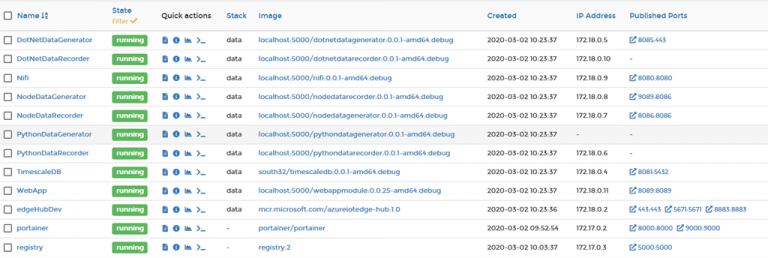 Name State Filter Quick actions Stack Image Created IP Address Published Ports
DotNetDataGenerator running data localhost:5000/dotnetdatagenerator:0.0.1-amd64.debug 2020-03-02 10:23:37 172.18.0.5 8085:443
DotNetDataRecorder running data localhost:5000/dotnetdatarecorder:0.0.1-amd64.debug 2020-03-02 10:23:37 172.18.0.10 -
Nifi running data localhost:5000/nifi:0.0.1-amd64.debug 2020-03-02 10:23:37 172.18.0.9 8080:8080
NodeDataGenerator running data localhost:5000/nodedatarecorder:0.0.1-amd64.debug 2020-03-02 10:23:37 172.18.0.8 9089:8086
NodeDataRecorder running data localhost:5000/nodedatagenerator:0.0.1-amd64.debug 2020-03-02 10:23:37 172.18.0.7 8086:8086
PythonDataGenerator running data localhost:5000/pythondatagenerator:0.0.1-amd64.debug 2020-03-02 10:23:37 - -
PythonDataRecorder running data localhost:5000/pythondatarecorder:0.0.1-amd64.debug 2020-03-02 10:23:37 172.18.0.6 -
TimescaleDB running data south32/timescaledb:0.0.1-amd64.debug 2020-03-02 10:23:37 172.18.0.4 8081:5432
WebApp running data localhost:5000/webappmodule:0.0.25-amd64.debug 2020-03-02 10:23:37 172.18.0.11 8089:8089
edgeHubDev running data mcr.microsoft.com/azureiotedge-hub:1.0 2020-03-02 10:23:36 172.18.0.2 443:443 5671:5671 8883:8883
portainer running - portainer/portainer 2020-03-02 09:52:54 172.17.0.2 8000:8000 9000:9000
registry running - registry:2 2020-03-02 10:03:37 172.17.0.3 5000:5000